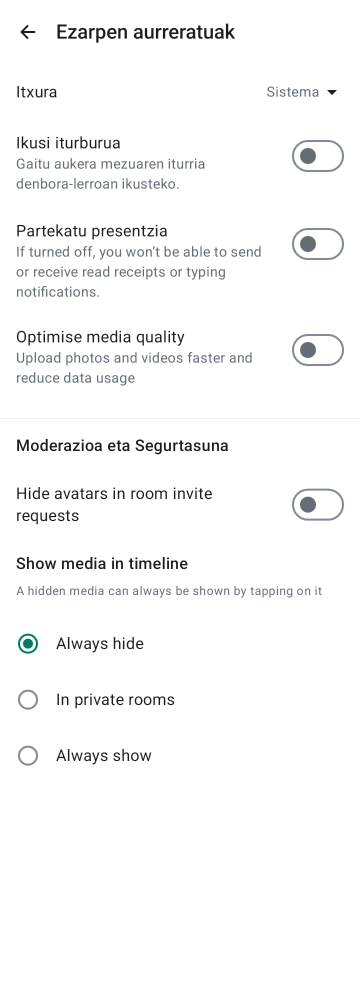 Ezarpen aurreratuak
Itxura
Sistema
Ikusi iturburua
Gaitu aukera mezuaren iturria
denbora-lerroan ikusteko.
Partekatu presentzia
If turned off, you won’t be able to send
or receive read receipts or typing
notifications.
Optimise media quality
Upload photos and videos faster and
reduce data usage
Moderazioa eta Segurtasuna
Hide avatars in room invite
requests
Show media in timeline
A hidden media can always be shown by tapping on it
Always hide
In private rooms
Always show